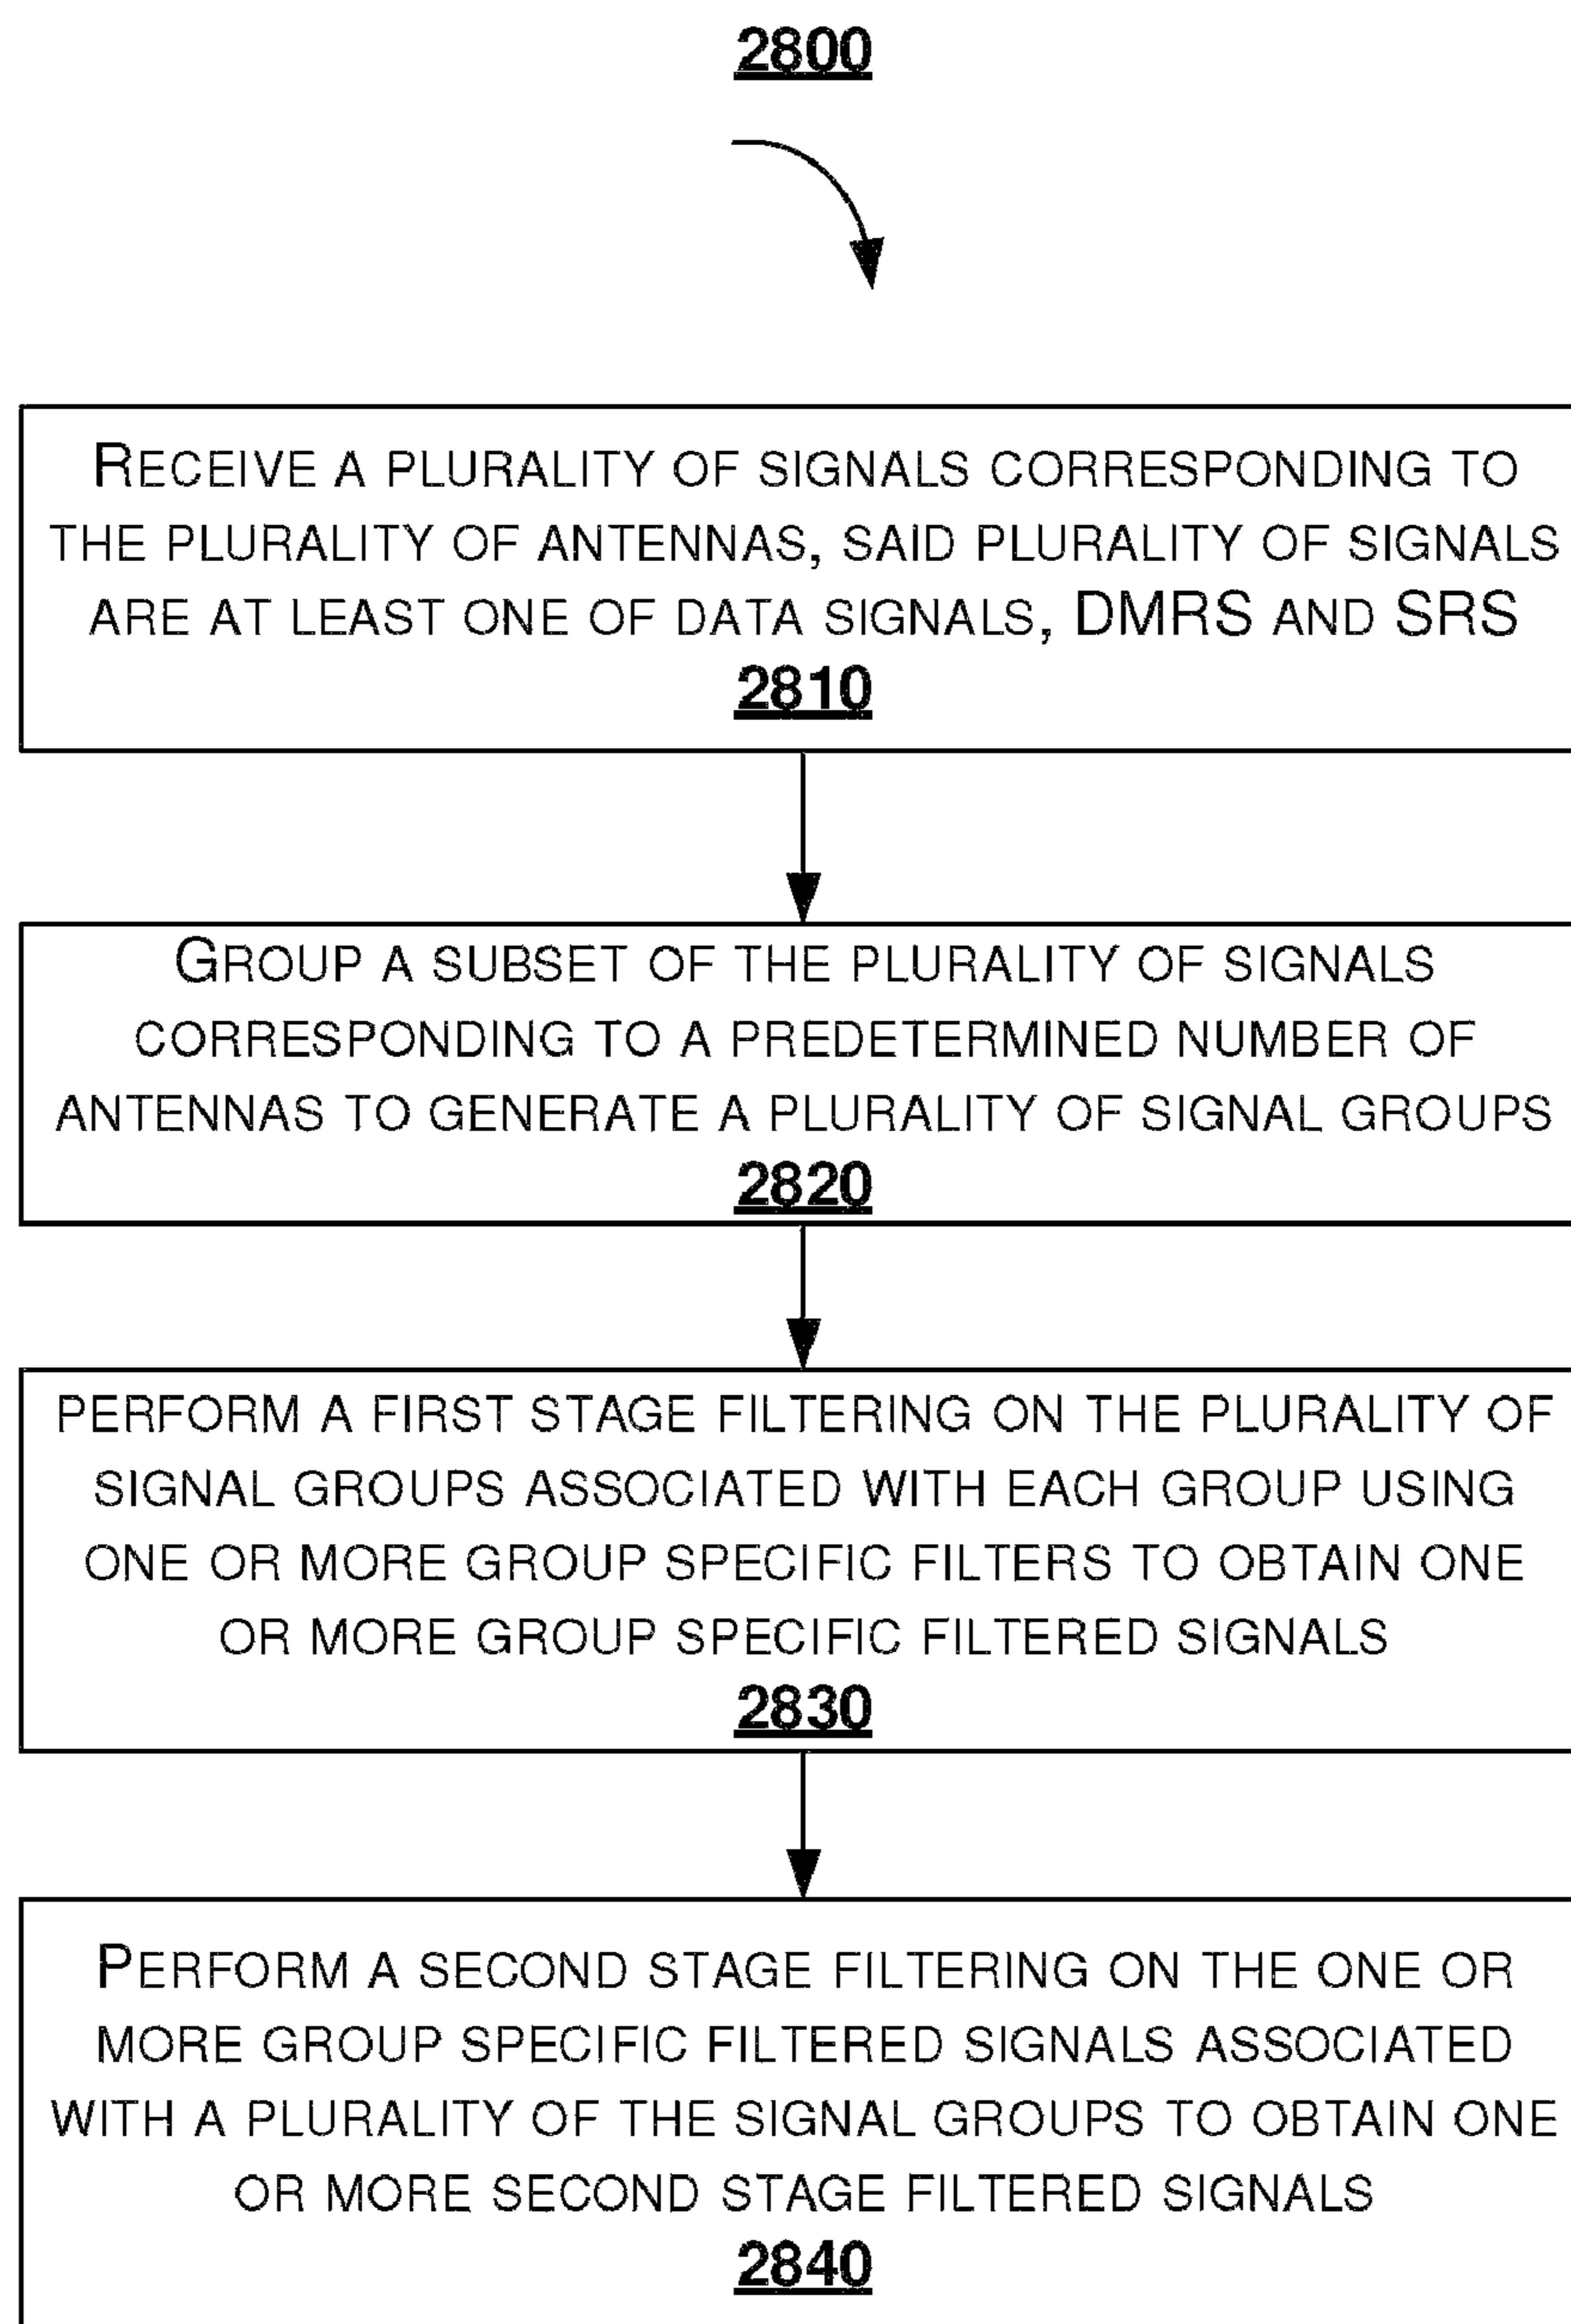 2800
RECEIVE A PLURALITY OF SIGNALS CORRESPONDING TO
THE PLURALITY OF ANTENNAS, SAID PLURALITY OF SIGNALS
ARE AT LEAST ONE OF DATA SIGNALS, DMRS AND SRS
2810
GROUP A SUBSET OF THE PLURALITY OF SIGNALS
CORRESPONDING TO A PREDETERMINED NUMBER OF
ANTENNAS TO GENERATE A PLURALITY OF SIGNAL GROUPS
2820
PERFORM A FIRST STAGE FILTERING ON THE PLURALITY OF
SIGNAL GROUPS ASSOCIATED WITH EACH GROUP USING
ONE OR MORE GROUP SPECIFIC FILTERS TO OBTAIN ONE
OR MORE GROUP SPECIFIC FILTERED SIGNALS
2830
PERFORM A SECOND STAGE FILTERING ON THE ONE OR
MORE GROUP SPECIFIC FILTERED SIGNALS ASSOCIATED
WITH A PLURALITY OF THE SIGNAL GROUPS TO OBTAIN ONE
OR MORE SECOND STAGE FILTERED SIGNALS
2840